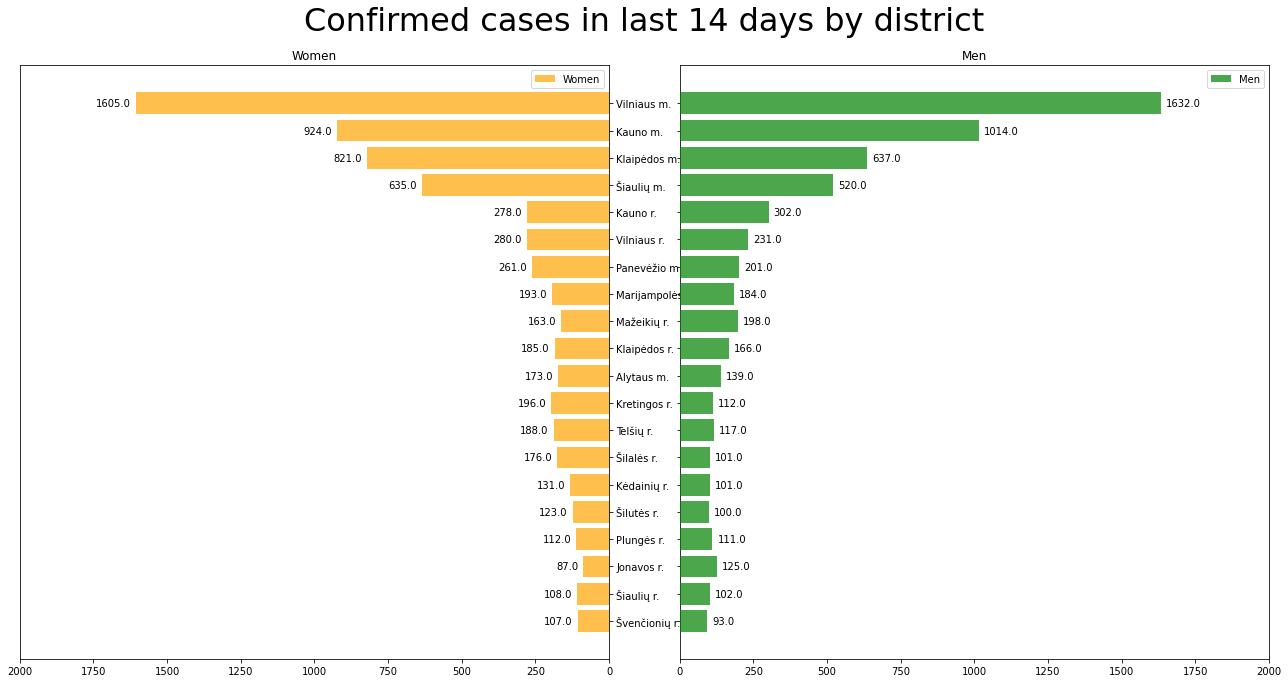 Confirmed cases in last 14 days by district
Women
Men
Women
Men
1605.0 Vilniaus m. 1632.0
924.0 Kauno m. 1014.0
821.0 Klaipėdos m. 637.0
635.0 Šiaulių m. 520.0
278.0 Kauno r. 302.0
280.0 Vilniaus r. 231.0
261.0 Panevėžio m 201.0
193.0 Marijampolės 184.0
163.0 Mažeikių r. 198.0
185.0 Klaipėdos r. 166.0
173.0 Alytaus m. 139.0
196.0 Kretingos r. 112.0
188.0 Telšių r. 117.0
176.0 Šilalės r. 101.0
131.0 Kėdainių r. 101.0
123.0 Šilutės r. 100.0
112.0 Plungės r. 111.0
87.0 Jonavos r. 125.0
108.0 Šiaulių r. 102.0
107.0 Švenčionių r. 93.0
2000 1750 1500 1250 1000 750 500 250 0
0 250 500 750 1000 1250 1500 1750 2000